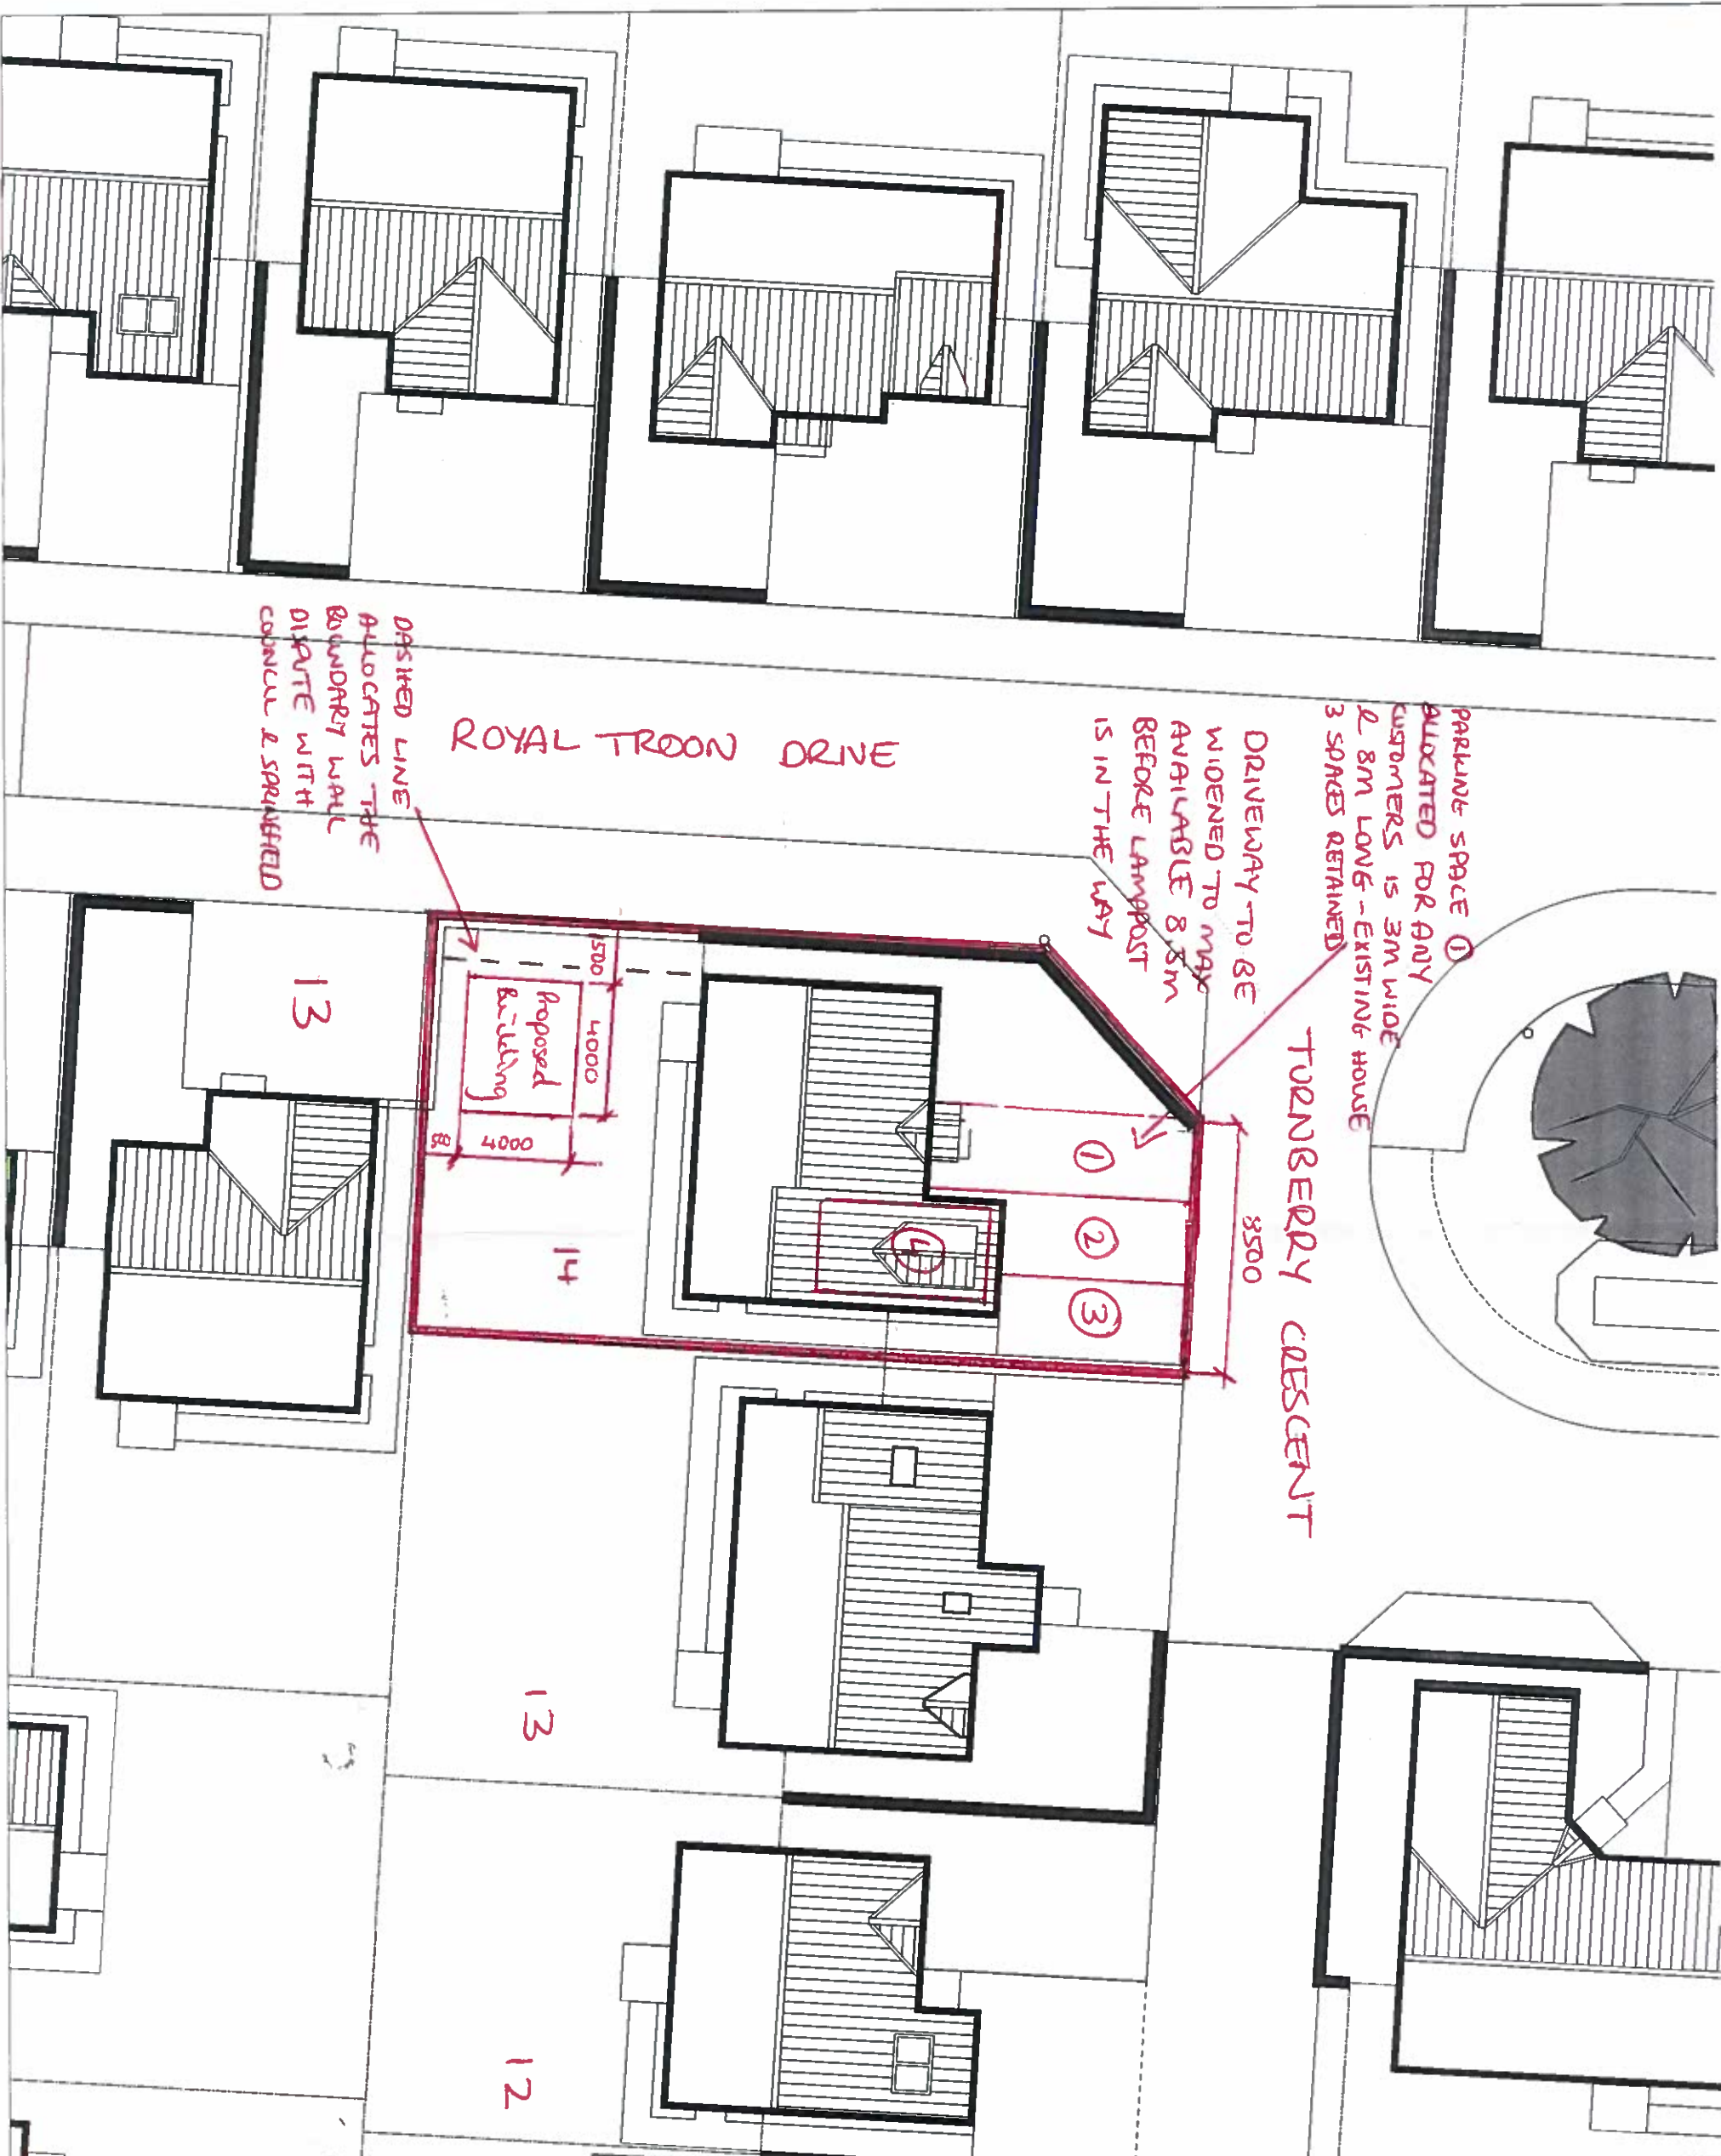 PARKING SPACE ①
ALLOCATED FOR ANY
CUSTOMERS IS 3M WIDE
& 8M LONG - EXISTING HOUSE
3 SPACES RETAINED
TURNBERRY CRESCENT
DRIVEWAY TO BE
WIDENED TO MAX
AVAILABLE 8.5M
BEFORE LAMPPOST
IS IN THE WAY
8500
①
②
③
④
ROYAL TROON DRIVE
DASHED LINE
ALLOCATES THE
BOUNDARY WALL
DISPUTE WITH
COUNCIL & SPRINGFIELD
1500
4000
Proposed
Building
4000
13
14
13
12